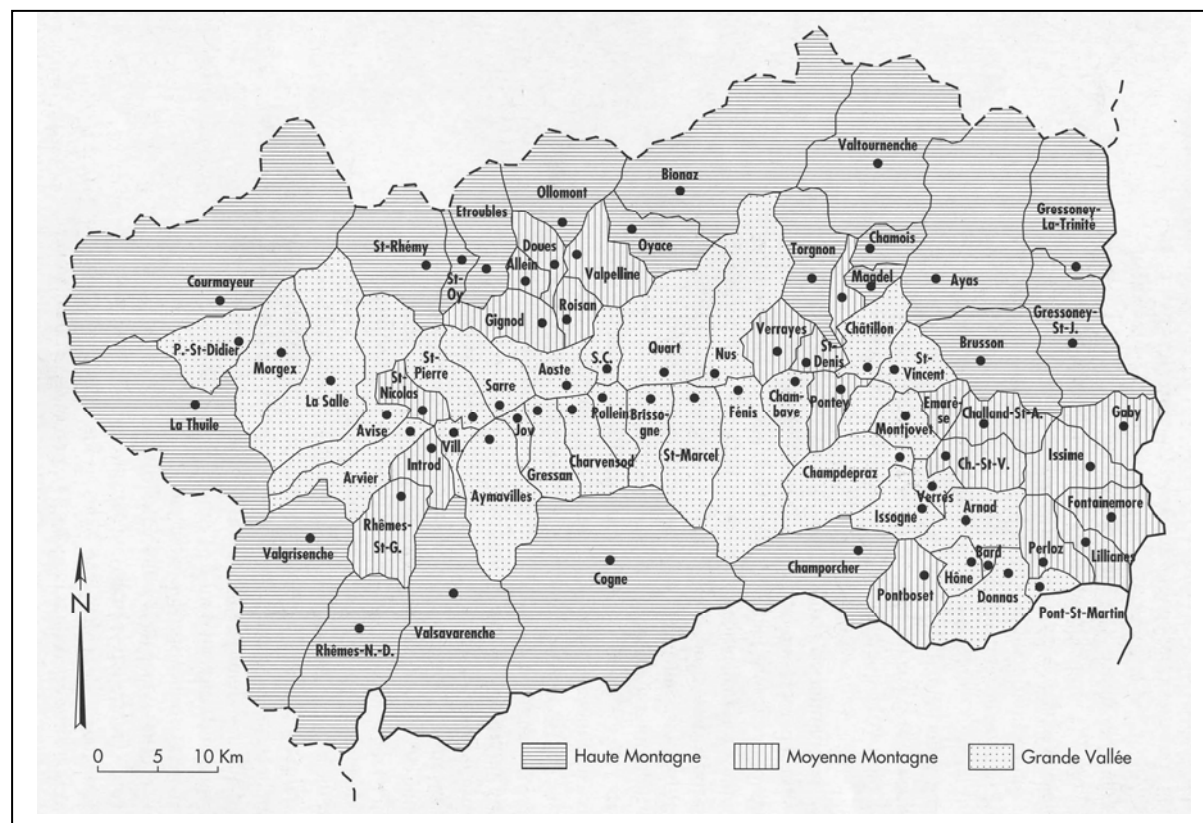 Valtournenche
Bionaz
Ollomont
Etroubles
Gressoney-
La-Trinité
Oyace
Chamois
Doues
Torgnon
St-Rhémy
Allein
Valpelline
Magdel
Ayas
St-
Oy
Courmayeur
Roisan
Gignod
Gressoney-
St-J.
Châtillon
Verrayes
Brusson
P.-St-Didier
St-
Denis
S.C.
Quart
Nus
St-
Pierre
St-
Vincent
Morgex
Aoste
St-
Nicolas
Sarre
La Salle
Cham-
bave
Emarè-
se
Pontey
Pollein
Brisso-
gne
Fénis
Challand-St-A.
Gaby
La Thuile
Avise
Jov
Montjovet
Vill.
St-Marcel
Issime
Introd
Charvensod
Ch.-St-V.
Gressan
Champdepraz
Arvier
Aymavilles
Verrès
Fontainemore
Arnad
Issogne
Rhêmes-
St-G.
Perloz
Bard
Lillianes
Valgrisenche
Champorcher
Hône
Cogne
Pontboset
Donnas
Pont-St-Martin
N
Valsavarenche
Rhêmes-N.-D.
0 5 10 Km
Haute Montagne
Moyenne Montagne
Grande Vallée